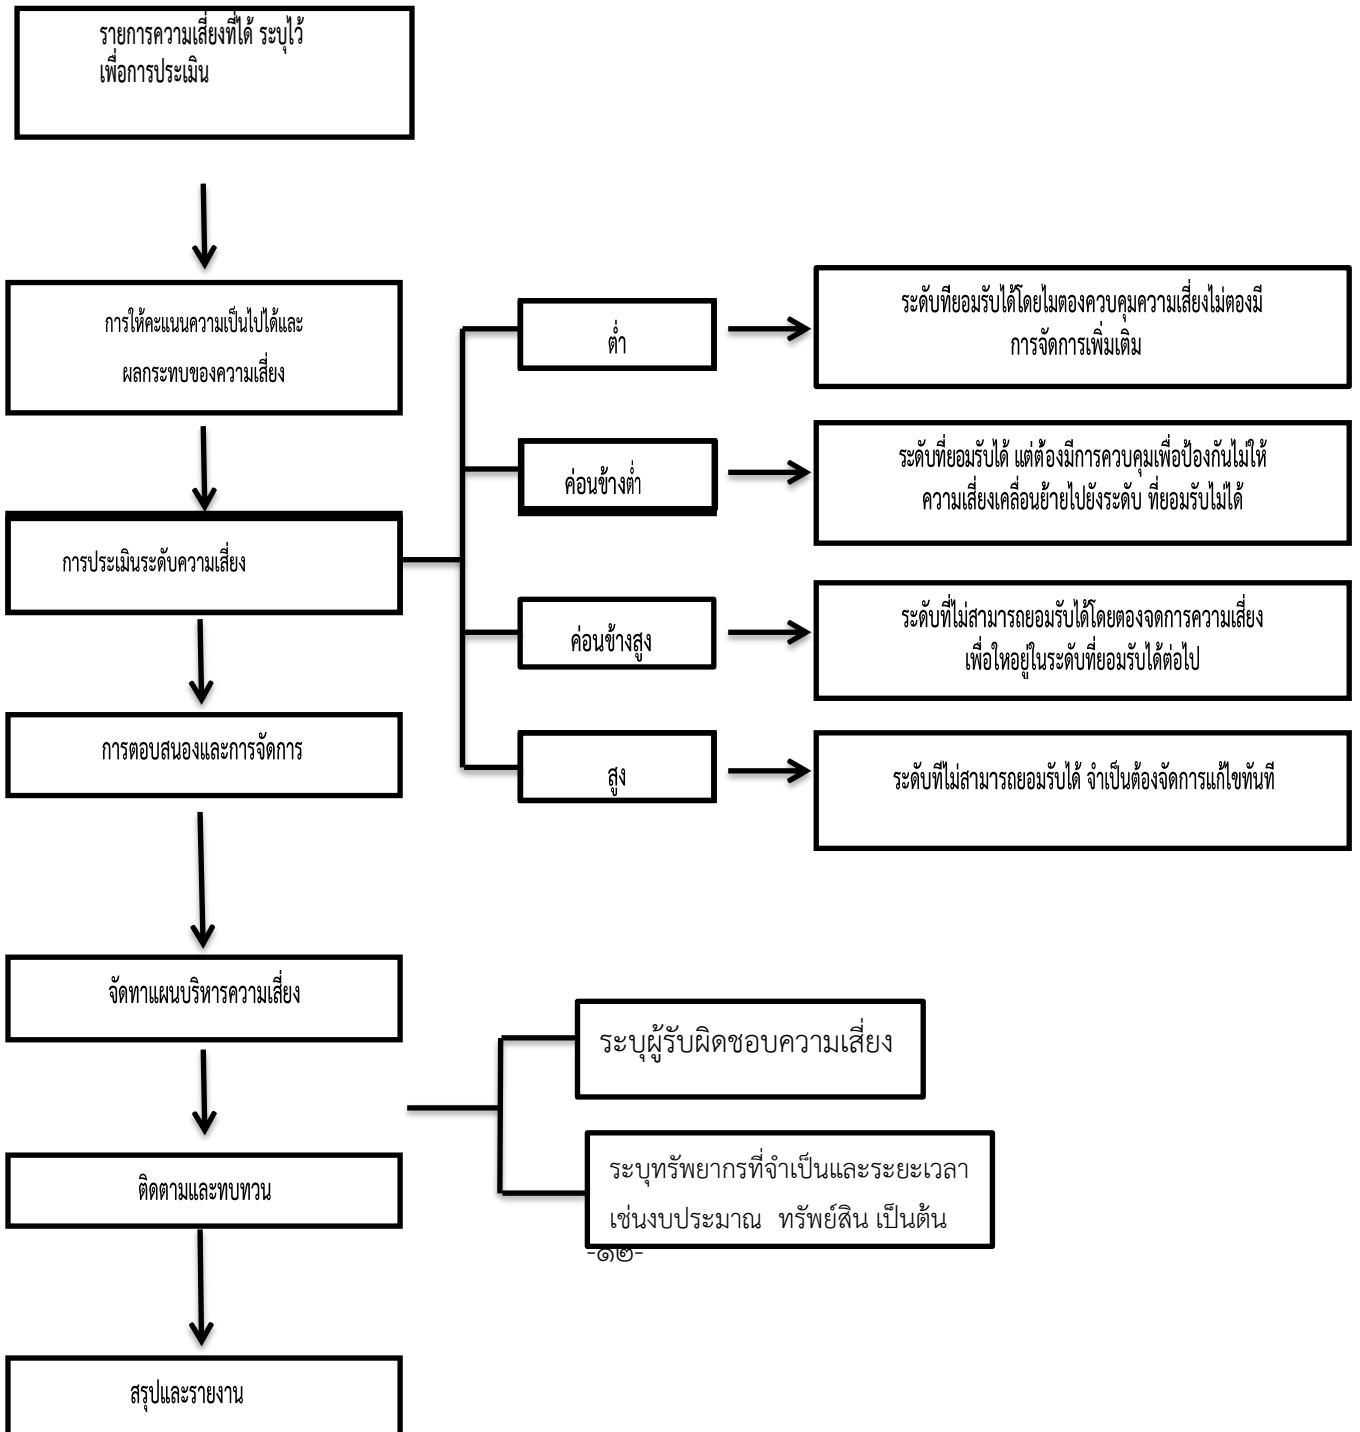 รายการความเสี่ยงที่ได้ ระบุไว้
เพื่อการประเมิน
การให้คะแนนความเป็นไปได้และ
ผลกระทบของความเสี่ยง
การประเมินระดับความเสี่ยง
ต่ำ
ระดับทียอมรับได้โดยไมตองควบคุมความเสี่ยงไม่ตองมี
การจัดการเพิ่มเติม
ค่อนข้างต่ำ
ระดับที่ยอมรับได้ แต่ต้องมีการควบคุมเพื่อป้องกันไม่ให้
ความเสี่ยงเคลื่อนย้ายไปยังระดับ ที่ยอมรับไม่ได้
ค่อนข้างสูง
ระดับที่ไม่สามารถยอมรับได้โดยตองจดการความเสี่ยง
เพื่อใหอยู่ในระดับที่ยอมรับได้ต่อไป
สูง
ระดับทีไม่สามารถยอมรับได้ จำเป็นต้องจัดการแก้ไขทันที
การตอบสนองและการจัดการ
จัดทาแผนบริหารความเสี่ยง
ระบุผู้รับผิดชอบความเสี่ยง
ระบุทรัพยากรที่จำเป็นและระยะเวลา
เช่นงบประมาณ ทรัพย์สิน เป็นต้น
-๑๒-
ติดตามและทบทวน
สรุปและรายงาน